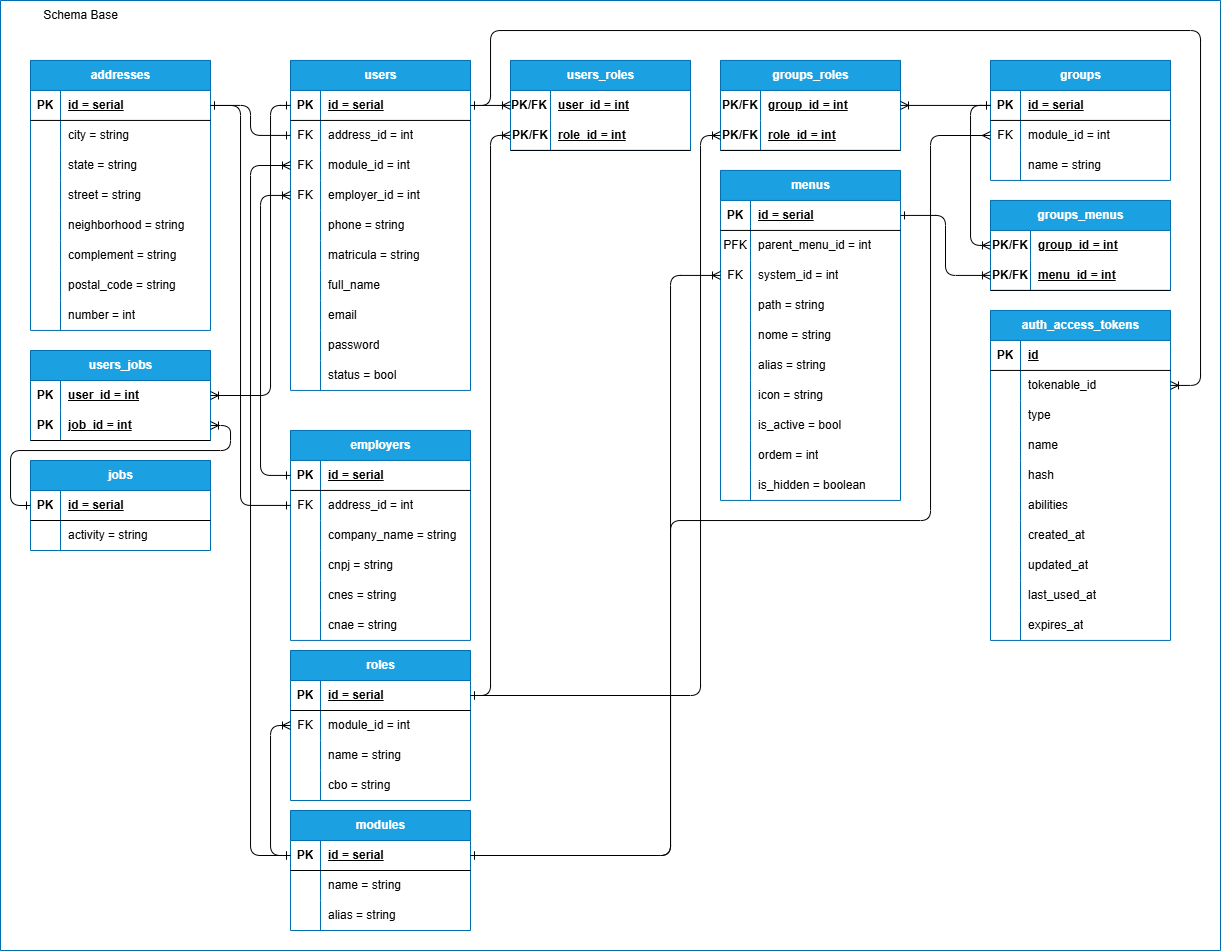 Schema Base
addresses
PK id = serial
city = string
state = string
street = string
neighborhood = string
complement = string
postal_code = string
number = int
users_jobs
PK user_id = int
PK job_id = int
jobs
PK id = serial
activity = string
users
PK id = serial
FK address_id = int
FK module_id = int
FK employer_id = int
phone = string
matricula = string
full_name
email
password
status = bool
employers
PK id = serial
FK address_id = int
company_name = string
cnpj = string
cnes = string
cnae = string
roles
PK id = serial
FK module_id = int
name = string
cbo = string
modules
PK id = serial
name = string
alias = string
users_roles
PK/FK user_id = int
PK/FK role_id = int
groups_roles
PK/FK group_id = int
PK/FK role_id = int
menus
PK id = serial
PFK parent_menu_id = int
FK system_id = int
path = string
nome = string
alias = string
icon = string
is_active = bool
ordem = int
is_hidden = boolean
groups
PK id = serial
FK module_id = int
name = string
groups_menus
PK/FK group_id = int
PK/FK menu_id = int
auth_access_tokens
PK id
tokenable_id
type
name
hash
abilities
created_at
updated_at
last_used_at
expires_at